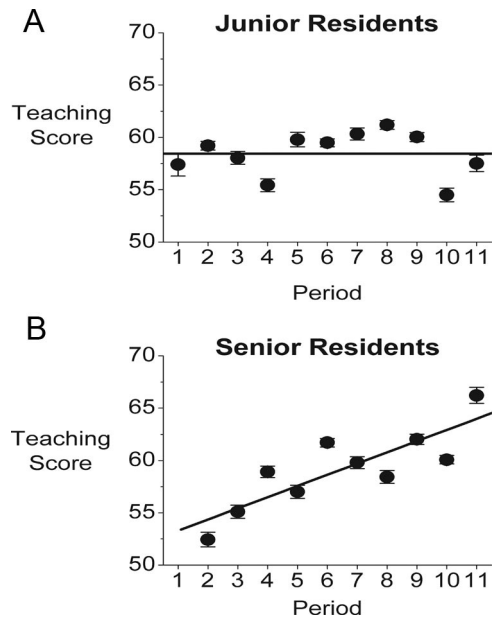 A
Junior Residents
70
65
Teaching
Score
60
55
50
1 2 3 4 5 6 7 8 9 10 11
Period
B
Senior Residents
70
65
Teaching
Score
60
55
50
1 2 3 4 5 6 7 8 9 10 11
Period